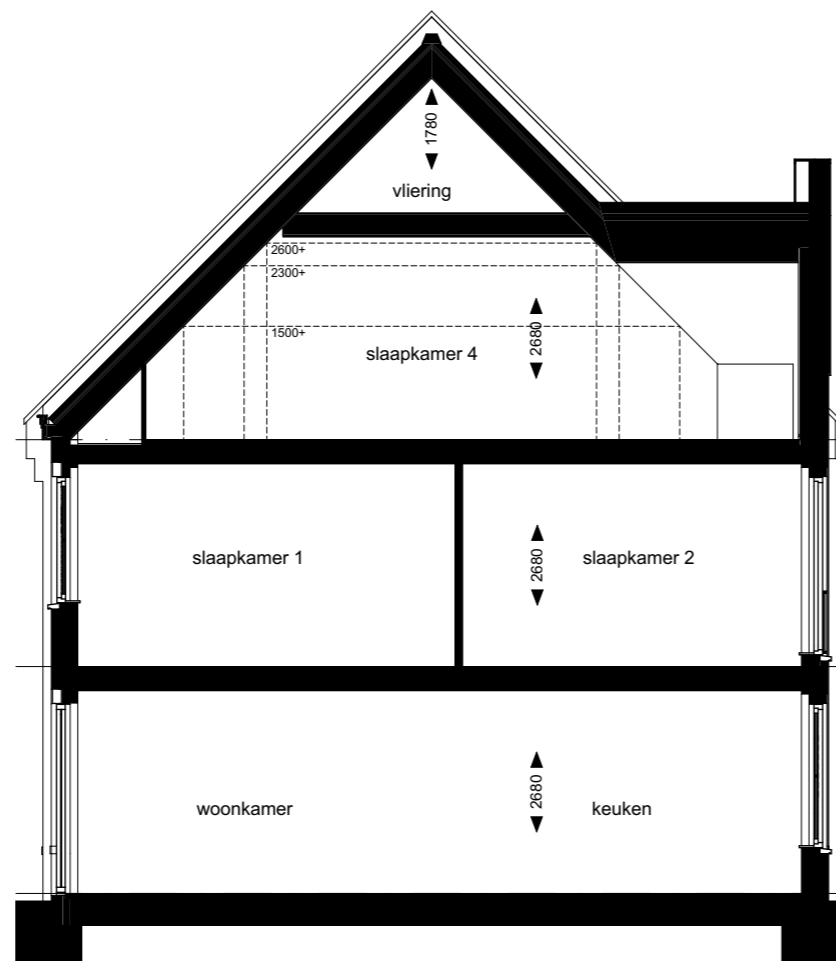 1780
vliering
2600+
2300+
1500+
slaapkamer 4
2680
slaapkamer 1
2680
slaapkamer 2
woonkamer
2680
keuken